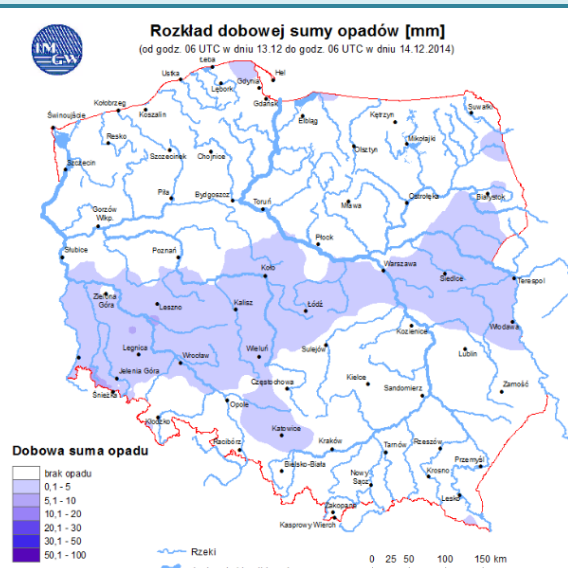 Rozkład dobowej sumy opadów [mm]
(od godz. 06 UTC w dniu 13.12 do godz. 06 UTC w dniu 14.12.2014)
IM
GW
Łeba
Ustka
Hel
Gdynia
Lębork
Gdańsk
Kołobrzeg
Koszalin
Świnoujście
Elbląg
Kętrzyn
Suwałki
Resko
Mikołajki
Olsztyn
Szczecinek
Chojnice
Szczecin
Piła
Bydgoszcz
Toruń
Mława
Ostrołęka
Białystok
Gorzów
Wkp.
Płock
Słubice
Poznań
Koło
Warszawa
Siedlce
Terespol
Zielona
Góra
Leszno
Kalisz
Łódź
Kozienice
Włodawa
Legnica
Wrocław
Wieluń
Sulejów
Lublin
Jelenia Góra
Śnieżka
Częstochowa
Kielce
Sandomierz
Zamość
Opole
Kłodzko
Katowice
Racibórz
Kraków
Tarnów
Rzeszów
Przemyśl
Bielsko-Biała
Nowy
Sącz
Krosno
Lesko
Zakopane
Kasprowy Wierch
Dobowa suma opadu
brak opadu
0,1 - 5
5,1 - 10
10,1 - 20
20,1 - 30
30,1 - 50
50,1 - 100
Rzeki
0 25 50 100 150 km